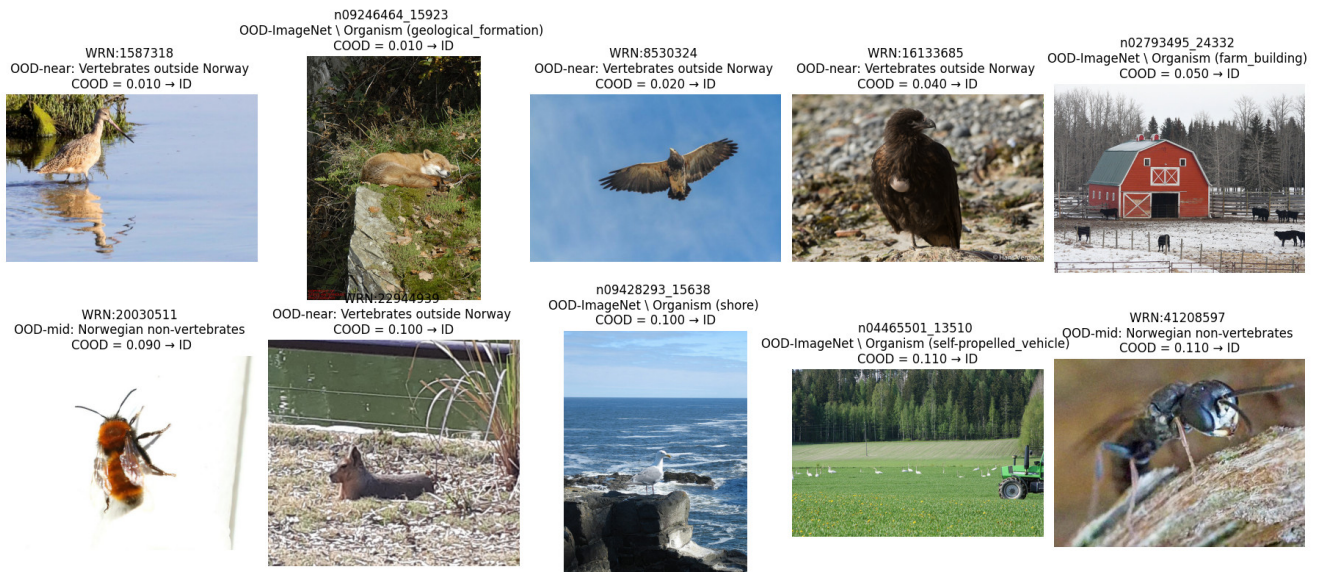 WRN:1587318
OOD-near: Vertebrates outside Norway
COOD = 0.010 → ID
n09246464_15923
OOD-ImageNet \ Organism (geological_formation)
COOD = 0.010 → ID
WRN:8530324
OOD-near: Vertebrates outside Norway
COOD = 0.020 → ID
WRN:16133685
OOD-near: Vertebrates outside Norway
COOD = 0.040 → ID
n02793495_24332
OOD-ImageNet \ Organism (farm_building)
COOD = 0.050 → ID
WRN:20030511
OOD-mid: Norwegian non-vertebrates
COOD = 0.090 → ID
WRN:22944939
OOD-near: Vertebrates outside Norway
COOD = 0.100 → ID
n09428293_15638
OOD-ImageNet \ Organism (shore)
COOD = 0.100 → ID
n04465501_13510
OOD-ImageNet \ Organism (self-propelled_vehicle)
COOD = 0.110 → ID
WRN:41208597
OOD-mid: Norwegian non-vertebrates
COOD = 0.110 → ID